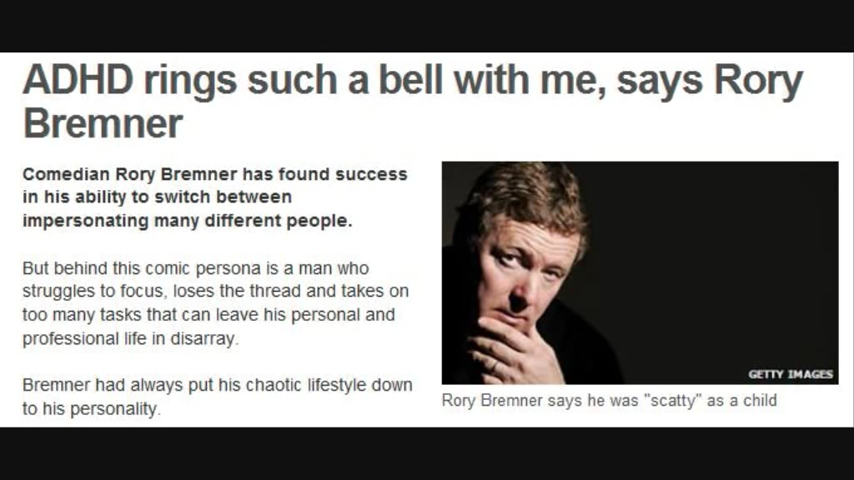 ADHD rings such a bell with me, says Rory
Bremner
Comedian Rory Bremner has found success
in his ability to switch between
impersonating many different people.
But behind this comic persona is a man who
struggles to focus, loses the thread and takes on
too many tasks that can leave his personal and
professional life in disarray.
Bremner had always put his chaotic lifestyle down
to his personality.
GETTY IMAGES
Rory Bremner says he was "scatty" as a child